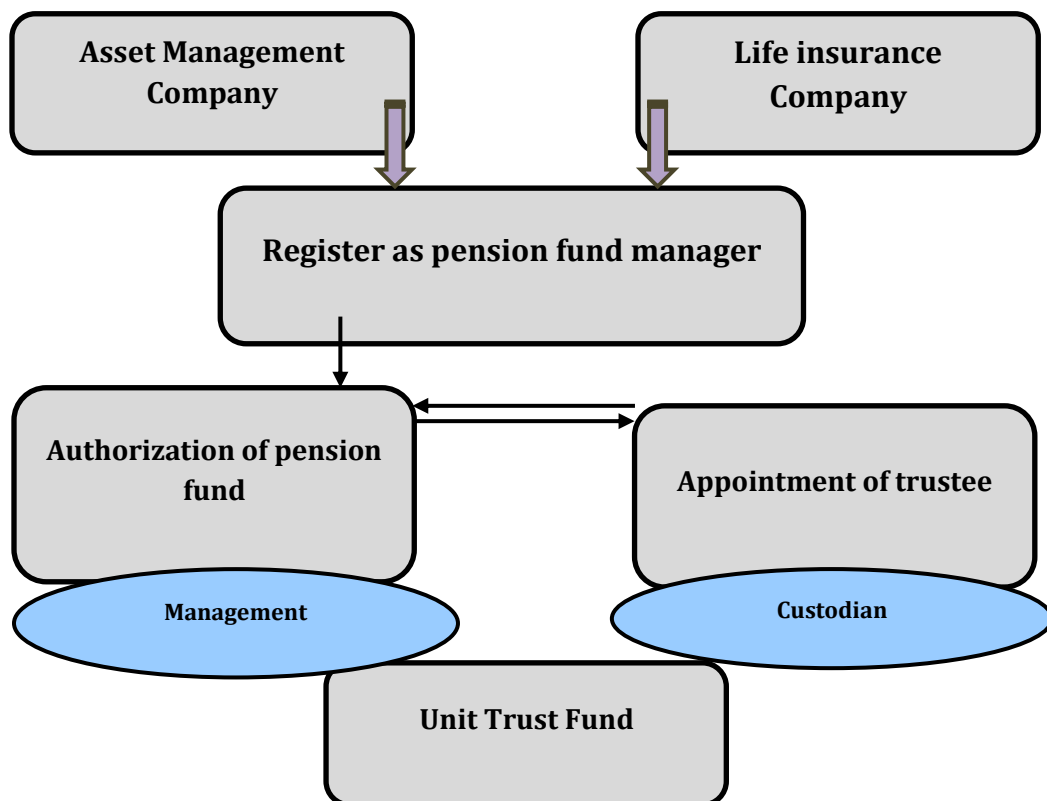 Asset Management
Company
Life insurance
Company
Register as pension fund manager
Authorization of pension
fund
Appointment of trustee
Management
Custodian
Unit Trust Fund